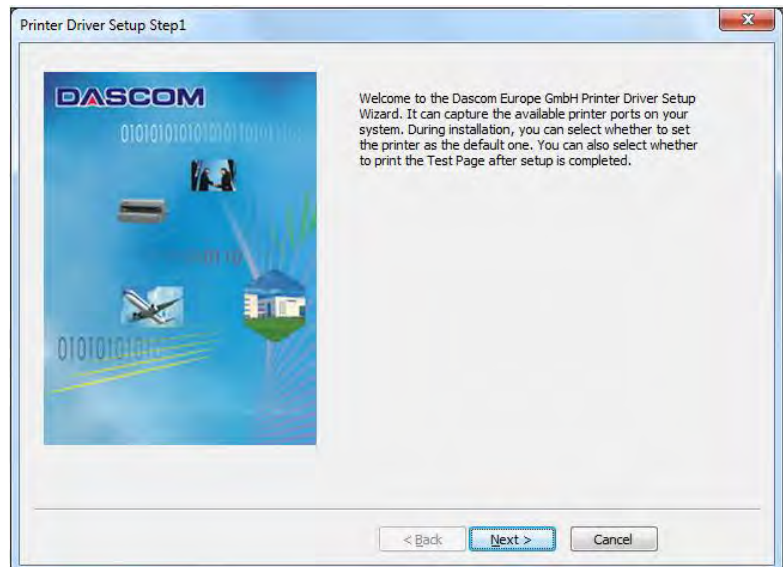 Printer Driver Setup Step1
DASCOM
Welcome to the Dascom Europe GmbH Printer Driver Setup
Wizard. It can capture the available printer ports on your
system. During installation, you can select whether to set
the printer as the default one. You can also select whether
to print the Test Page after setup is completed.
< Back
Next >
Cancel